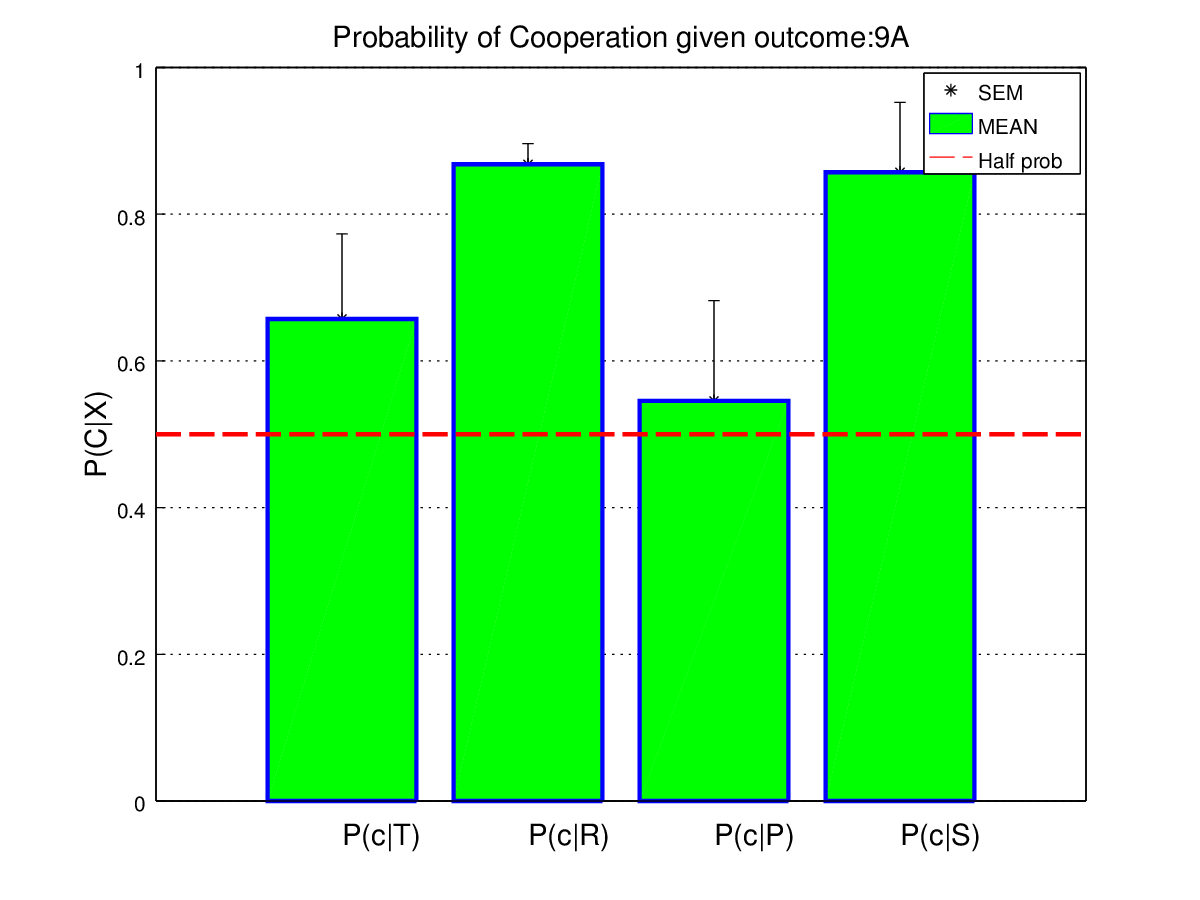 Probability of Cooperation given outcome:9A
1
0.8
0.6
0.4
0.2
0
P(C|X)
SEM
MEAN
Half prob
P(c|T) P(c|R) P(c|P) P(c|S)